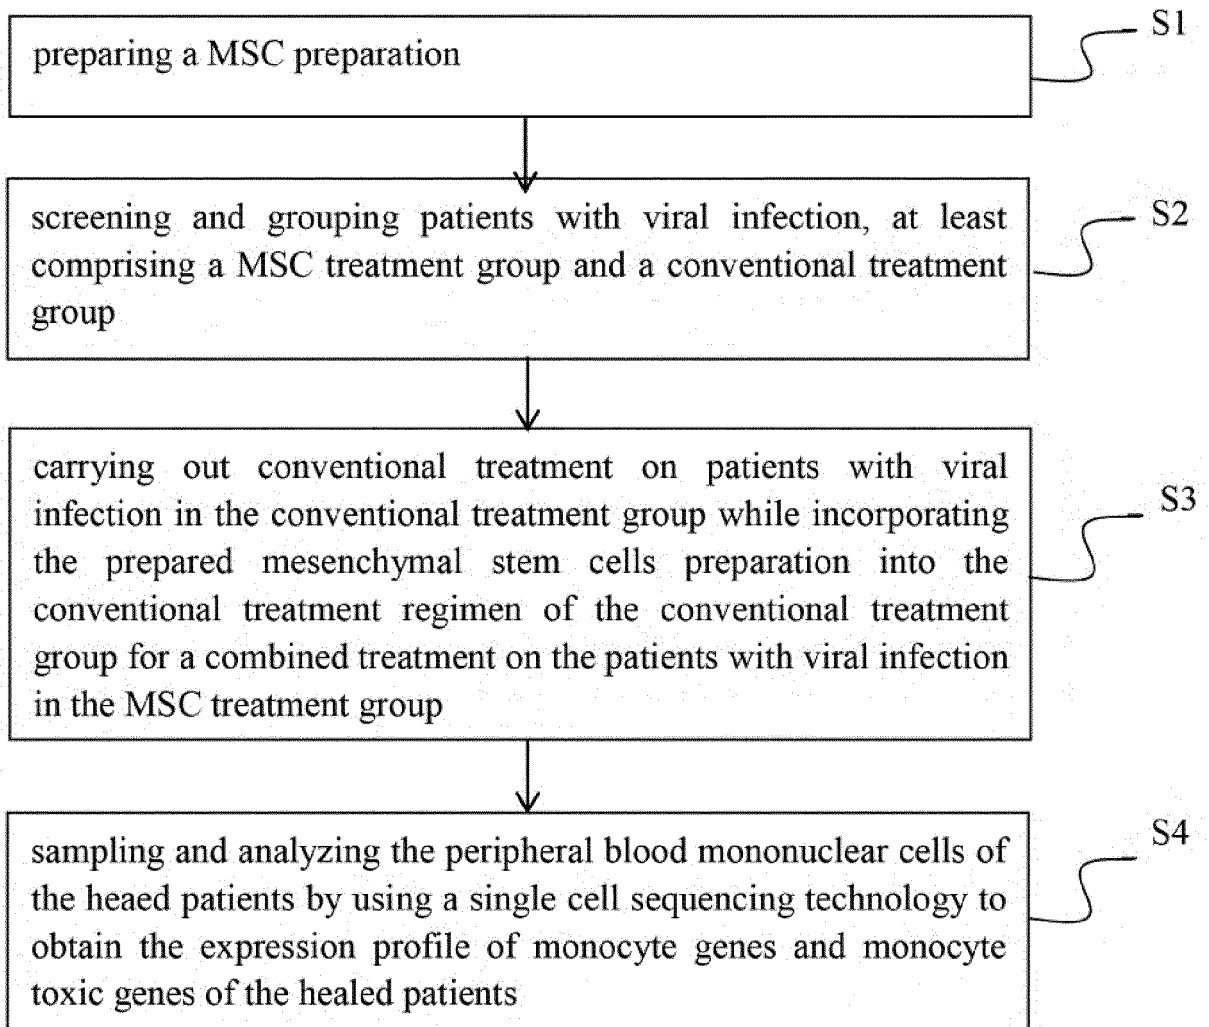 preparing a MSC preparation
S1
screening and grouping patients with viral infection, at least
comprising a MSC treatment group and a conventional treatment
group
S2
carrying out conventional treatment on patients with viral
infection in the conventional treatment group while incorporating
the prepared mesenchymal stem cells preparation into the
conventional treatment regimen of the conventional treatment
group for a combined treatment on the patients with viral infection
in the MSC treatment group
S3
sampling and analyzing the peripheral blood mononuclear cells of
the heaed patients by using a single cell sequencing technology to
obtain the expression profile of monocyte genes and monocyte
toxic genes of the healed patients
S4